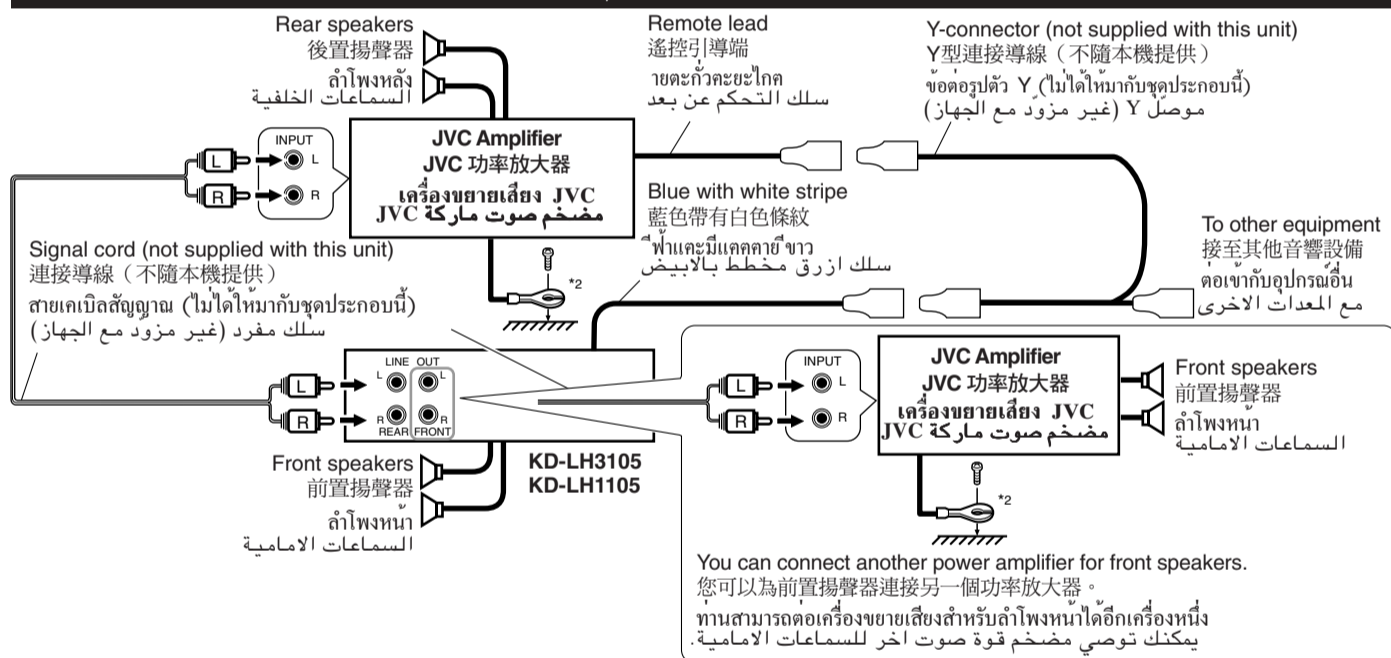 Rear speakers
後置揚聲器
ลำโพงหลัง
السماعات الخلفية
Remote lead
遙控引導端
ายตะกั่วตะยะไกต
سلك التحكم عن بعد
Y-connector (not supplied with this unit)
Y型連接導線（不隨本機提供）
ข้อต่อรูปตัว Y (ไม่ได้ให้มากับชุดประกอบนี้)
موصّل Y (غير مزوّد مع الجهاز)
INPUT
L
L
R
R
JVC Amplifier
JVC 功率放大器
เครื่องขยายเสียง JVC
مضخم صوت ماركة JVC
*2
Blue with white stripe
藍色帶有白色條紋
سلك ازرق مخطط بالابيض
To other equipment
接至其他音響設備
ต่อเข้ากับอุปกรณ์อื่น
مع المعدات الاخرى
Signal cord (not supplied with this unit)
連接導線（不隨本機提供）
สายเคเบิลสัญญาณ (ไม่ได้ให้มากับชุดประกอบนี้)
سلك مفرد (غير مزوّد مع الجهاز)
L
R
LINE OUT
L L
R R
REAR FRONT
KD-LH3105
KD-LH1105
Front speakers
前置揚聲器
ลำโพงหน้า
السماعات الامامية
L
R
INPUT
L
R
JVC Amplifier
JVC 功率放大器
เครื่องขยายเสียง JVC
مضخم صوت ماركة JVC
Front speakers
前置揚聲器
ลำโพงหน้า
السماعات الامامية
*2
You can connect another power amplifier for front speakers.
您可以為前置揚聲器連接另一個功率放大器。
ท่านสามารถต่อเครื่องขยายเสียงสำหรับลำโพงหน้าได้อีกเครื่องหนึ่ง
يمكنك توصي مضخم قوة صوت اخر للسماعات الامامية.